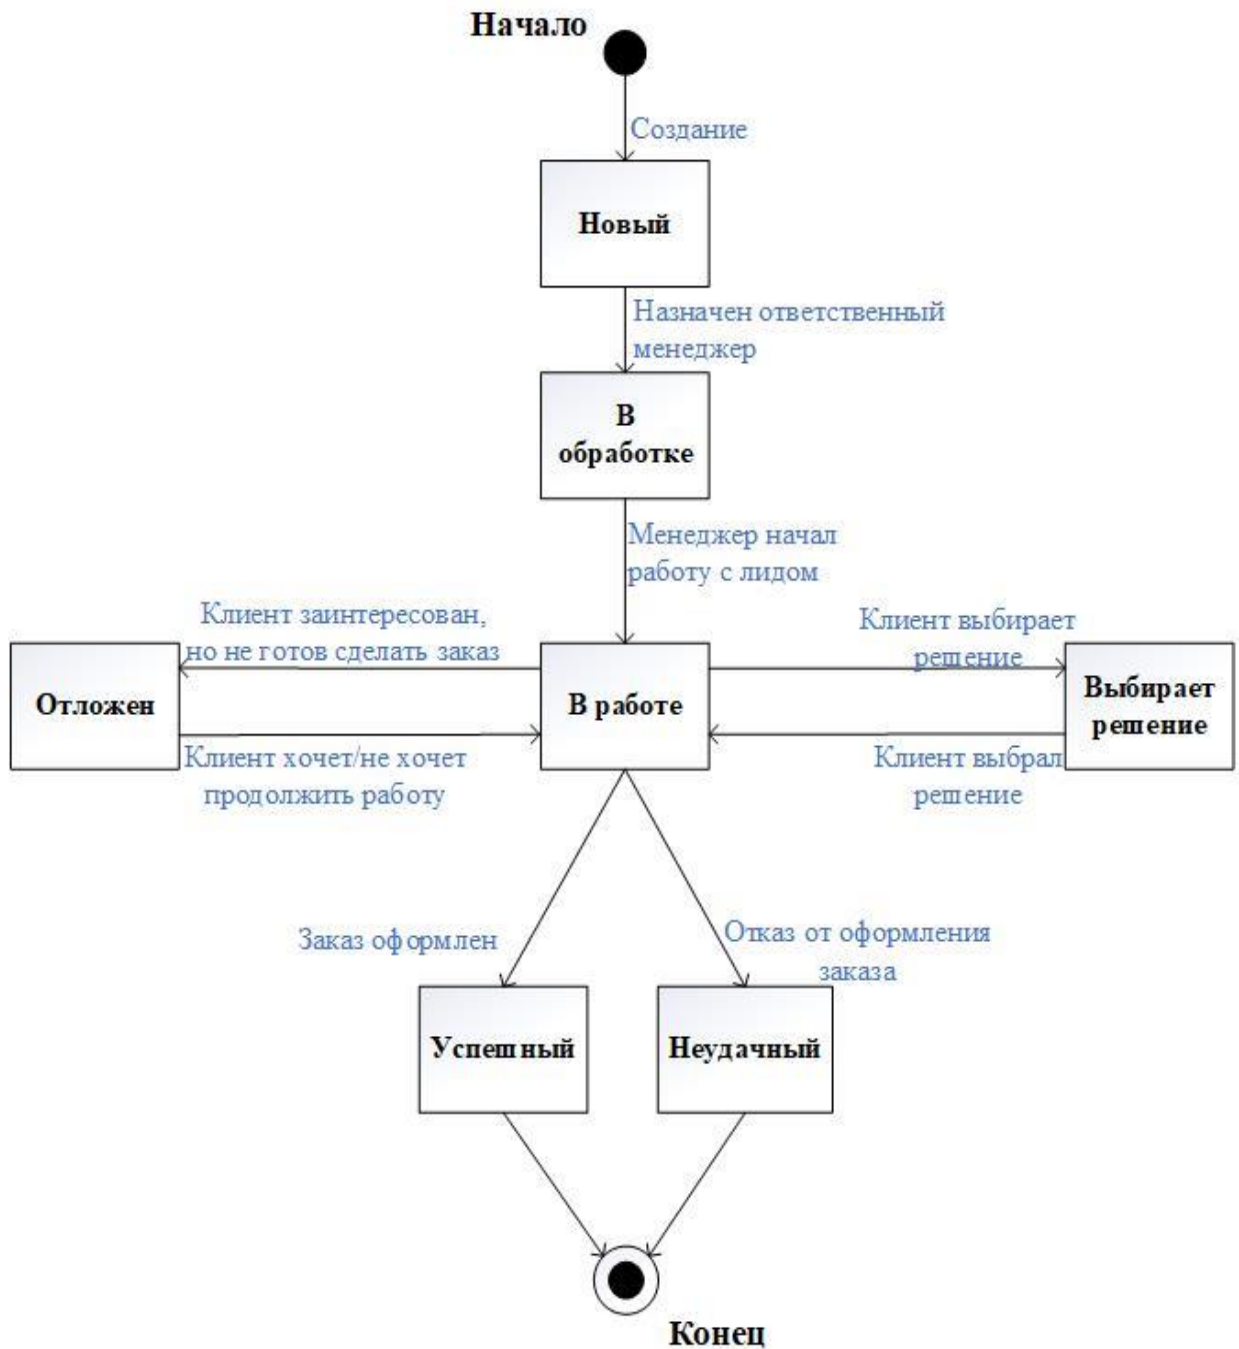 Начало
Создание
Новый
Назначен ответственный
менеджер
В
обработке
Менеджер начал
работу с лидом
Клиент заинтересован,
но не готов сделать заказ
Клиент выбирает
решение
Отложен
В работе
Выбирает
решение
Клиент хочет/не хочет
продолжить работу
Клиент выбрал
решение
Заказ оформлен
Отказ от оформления
заказа
Успешный
Неудачный
Конец